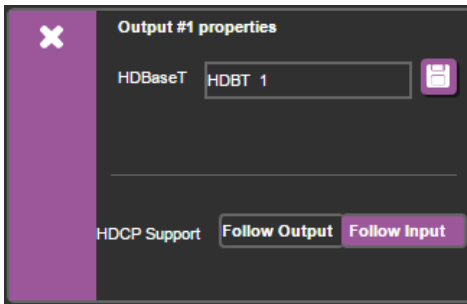 Output #1 properties
HDBaseT HDBT 1
HDCP Support Follow Output Follow Input